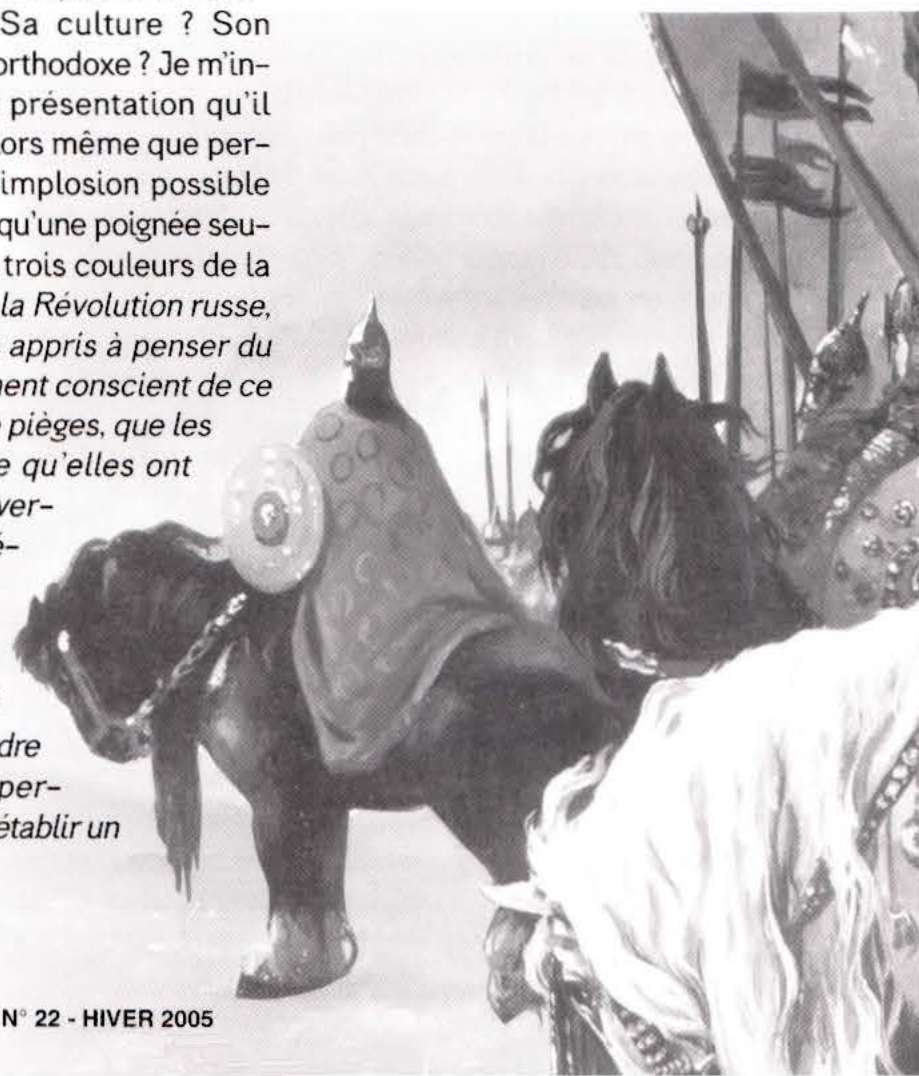 Sa culture ? Son
orthodoxe ? Je m'in-
présentation qu'il
ors même que per-
implosion possible
qu'une poignée seu-
trois couleurs de la
la Révolution russe,
appris à penser du
ent conscient de ce
pièges, que les
qu'elles ont
ver-
dre
per-
établir un
N° 22 - HIVER 2005